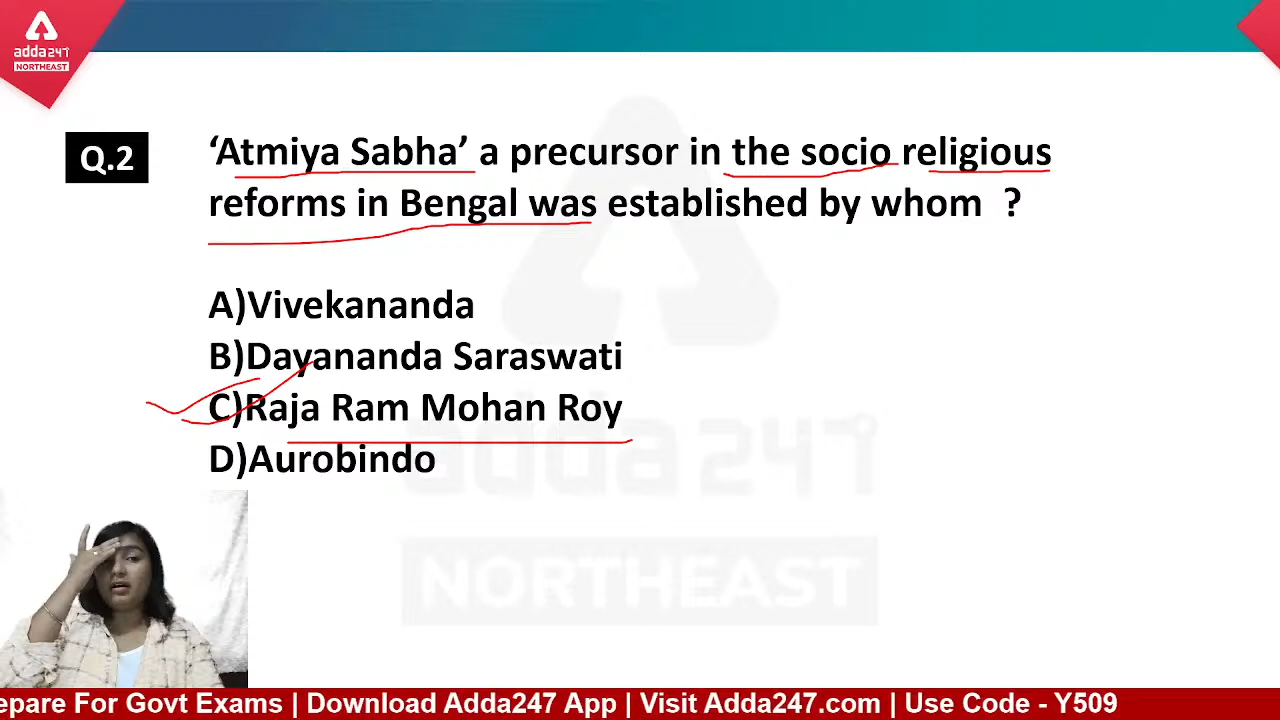 adda247
NORTHEAST
Q.2
‘Atmiya Sabha’ a precursor in the socio religious
reforms in Bengal was established by whom ?
A)Vivekananda
B)Dayananda Saraswati
C)Raja Ram Mohan Roy
D)Aurobindo
adda247
NORTHEAST
epare For Govt Exams | Download Adda247 App | Visit Adda247.com | Use Code - Y509